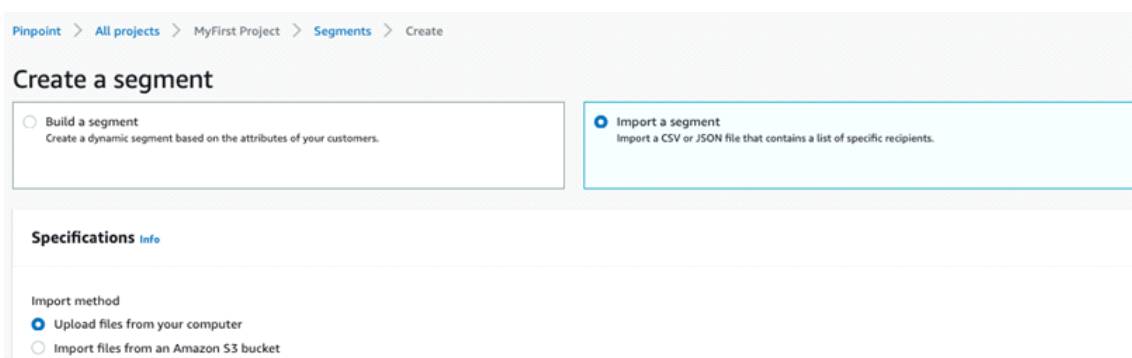 Pinpoint > All projects > MyFirst Project > Segments > Create
Create a segment
Build a segment
Create a dynamic segment based on the attributes of your customers.
Import a segment
Import a CSV or JSON file that contains a list of specific recipients.
Specifications Info
Import method
Upload files from your computer
Import files from an Amazon S3 bucket